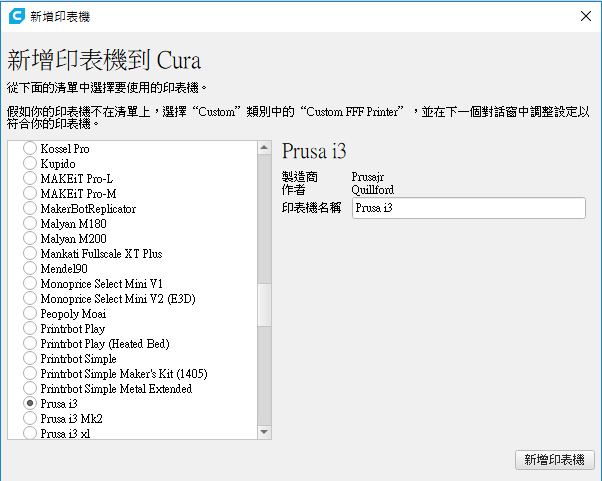 新增印表機
新增印表機到 Cura
從下面的清單中選擇要使用的印表機。
假如你的印表機不在清單上，選擇“Custom”類別中的“Custom FFF Printer”，並在下一個對話窗中調整設定以
符合你的印表機。
Kossel Pro
Kupido
MAKEiT Pro-L
MAKEiT Pro-M
MakerBotReplicator
Malyan M180
Malyan M200
Mankati Fullscale XT Plus
Mendel90
Monoprice Select Mini V1
Monoprice Select Mini V2 (E3D)
Peopoly Moai
Printrbot Play
Printrbot Play (Heated Bed)
Printrbot Simple
Printrbot Simple Maker's Kit (1405)
Printrbot Simple Metal Extended
Prusa i3
Prusa i3 Mk2
Prusa i3 xl
Prusa i3
製造商 Prusajr
作者 Quillford
印表機名稱 Prusa i3
新增印表機